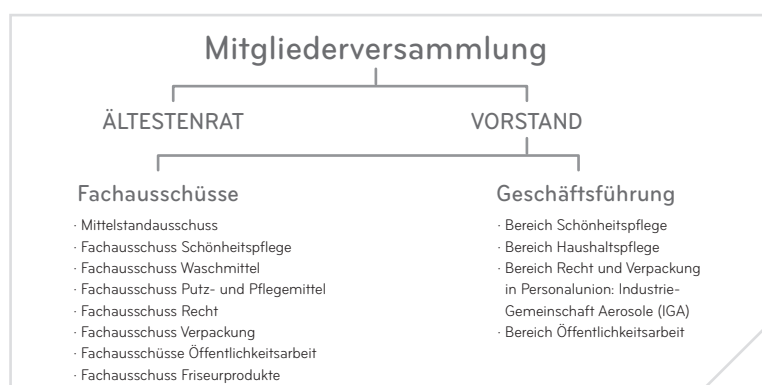 Mitgliederversammlung
ÄLTESTENRAT
VORSTAND
Fachausschüsse
· Mittelstandausschuss
· Fachausschuss Schönheitspflege
· Fachausschuss Waschmittel
· Fachausschuss Putz- und Pflegemittel
· Fachausschuss Recht
· Fachausschuss Verpackung
· Fachausschüsse Öffentlichkeitsarbeit
· Fachausschuss Friseurprodukte
Geschäftsführung
· Bereich Schönheitspflege
· Bereich Haushaltspflege
· Bereich Recht und Verpackung
in Personalunion: Industrie-
Gemeinschaft Aerosole (IGA)
· Bereich Öffentlichkeitsarbeit